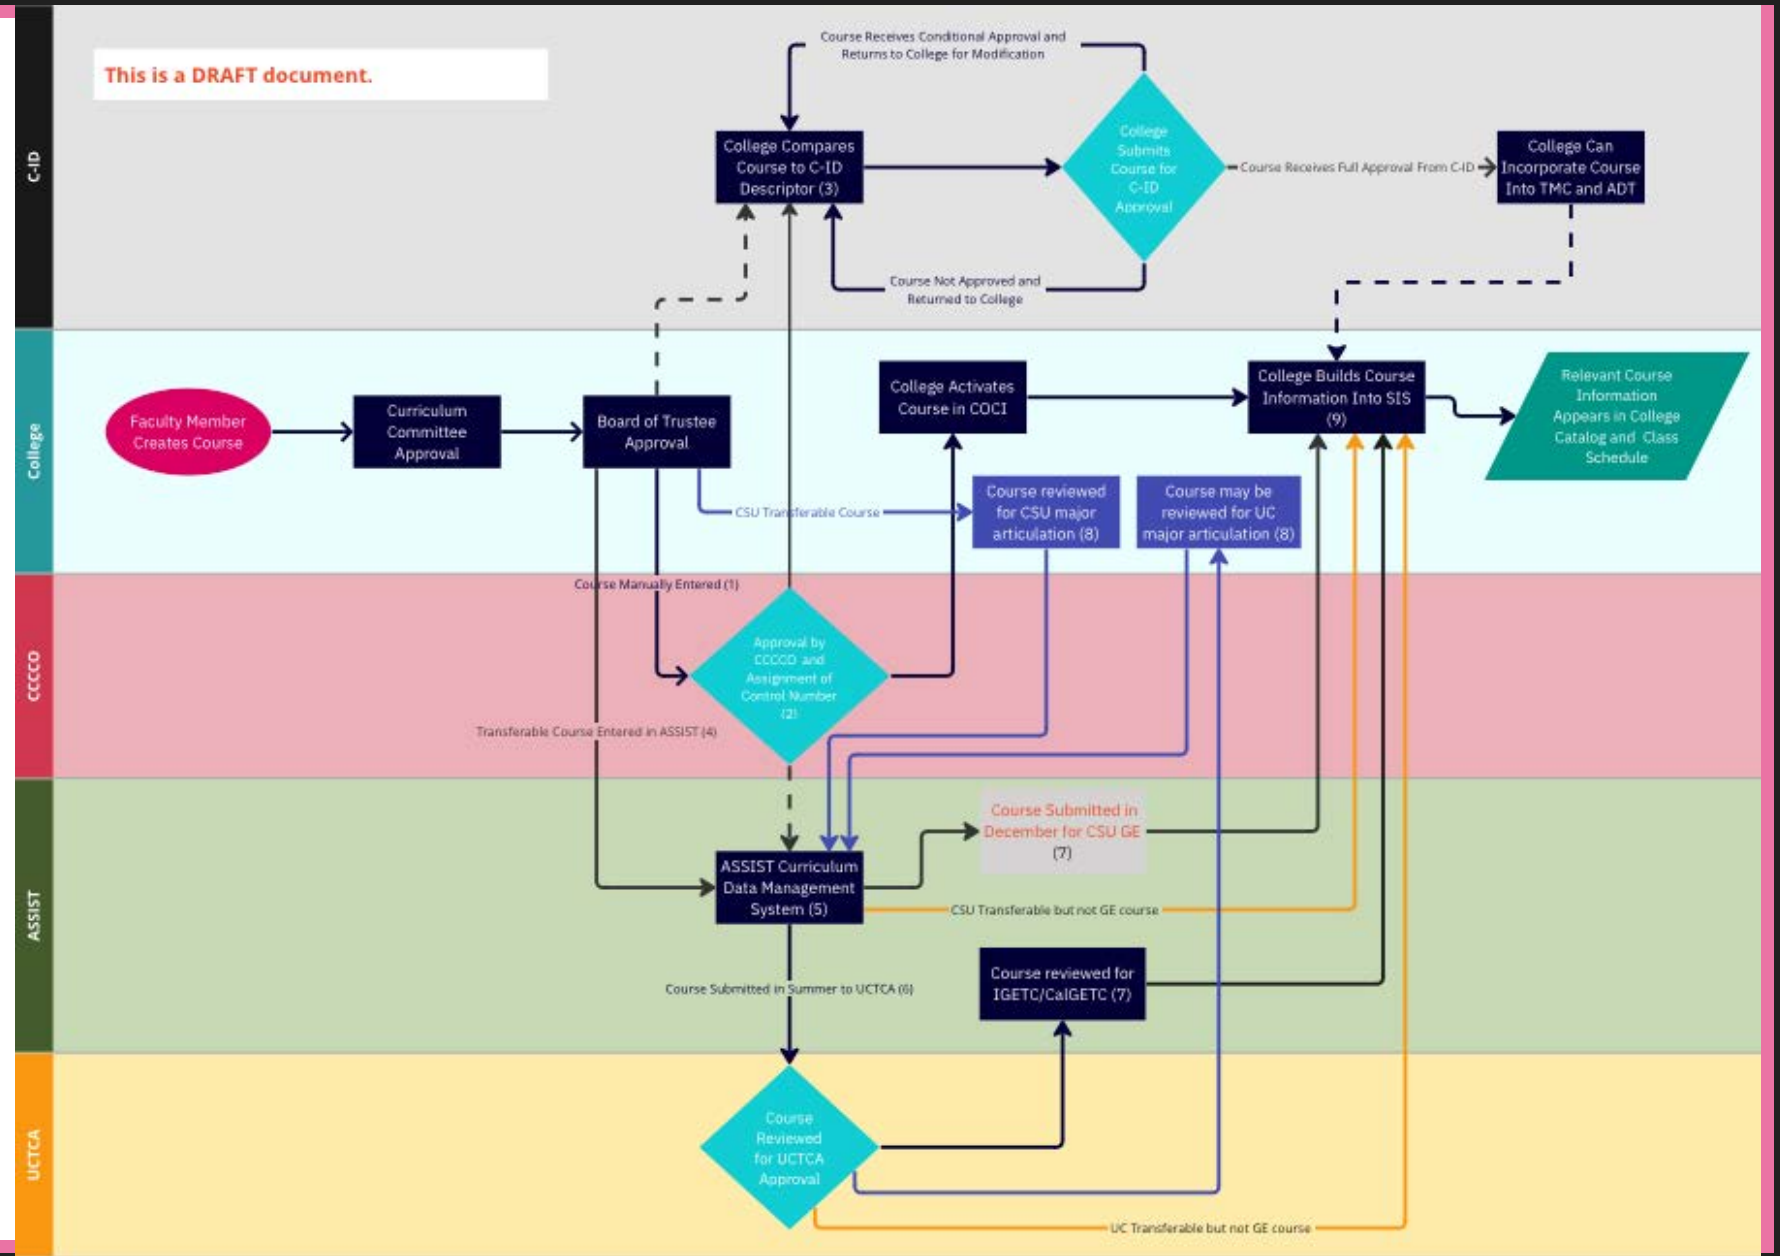 Course Receives Conditional Approval and
Returns to College for Modification
This is a DRAFT document.
C-ID
College Compares
Course to C-ID
Descriptor (3)
College
Submits
Course for
C-ID
Approval
Course Receives Full Approval From C-ID
College Can
Incorporate Course
Into TMC and ADT
Course Not Approved and
Returned to College
College
Faculty Member
Creates Course
Curriculum
Committee
Approval
Board of Trustee
Approval
College Activates
Course in COCI
College Builds Course
Information Into SIS
(9)
Relevant Course
Information
Appears in College
Catalog and Class
Schedule
CSU Transferable Course
Course reviewed
for CSU major
articulation (8)
Course may be
reviewed for UC
major articulation (8)
CCCCO
Course Manually Entered (1)
Approval by
CCCCO and
Assignment of
Control Number
(2)
Transferable Course Entered in ASSIST (4)
ASSIST
Course Submitted in
December for CSU GE
(7)
ASSIST Curriculum
Data Management
System (5)
CSU Transferable but not GE course
Course Submitted in Summer to UCTCA (6)
Course reviewed for
IGETC/CalGETC (7)
UCTCA
Course
Reviewed
for UCTCA
Approval
UC Transferable but not GE course